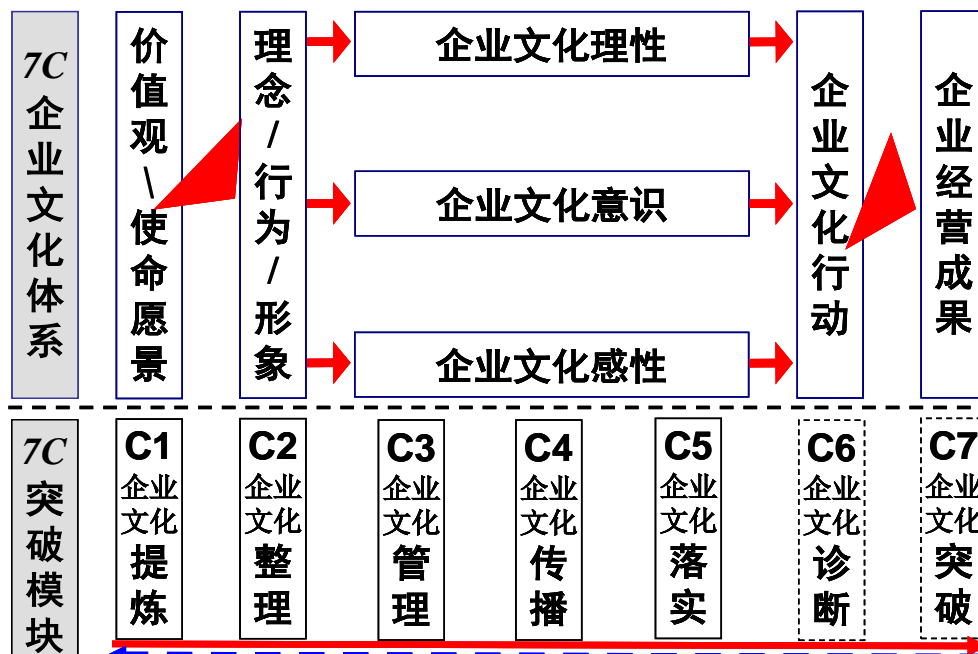 7C企业文化体系
价值观\使命愿景
理念/行为/形象
企业文化理性
企业文化意识
企业文化感性
企业文化行动
企业经营成果
7C突破模块
C1
企业
文化
提炼
C2
企业
文化
整理
C3
企业
文化
管理
C4
企业
文化
传播
C5
企业
文化
落实
C6
企业
文化
诊断
C7
企业
文化
突破